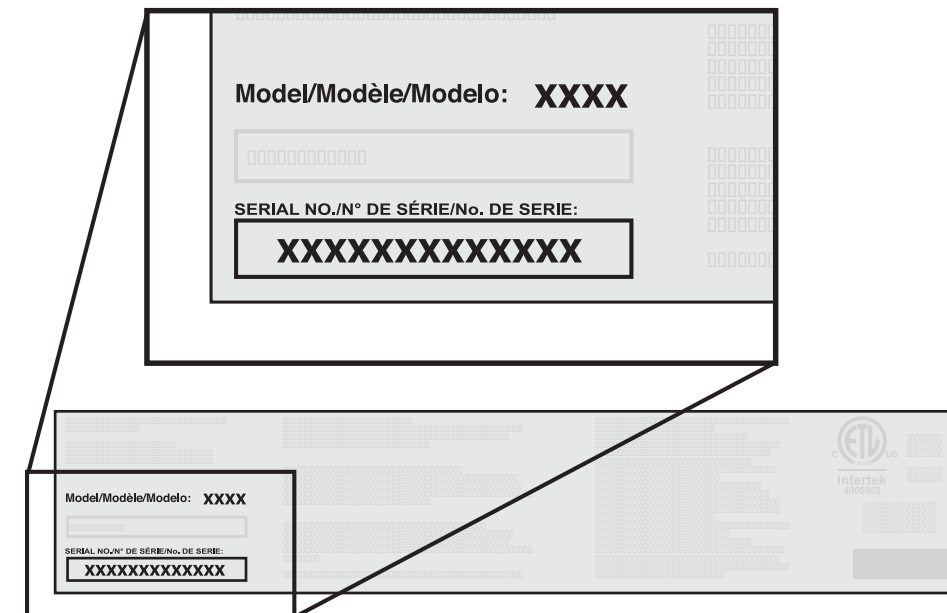 Model/Modèle/Modelo: XXXX
SERIAL NO./N° DE SÉRIE/No. DE SERIE:
XXXXXXXXXXXXX
C ETL US
Intertek
4005952
Model/Modèle/Modelo: XXXX
SERIAL NO./N° DE SÉRIE/No. DE SERIE:
XXXXXXXXXXXXX